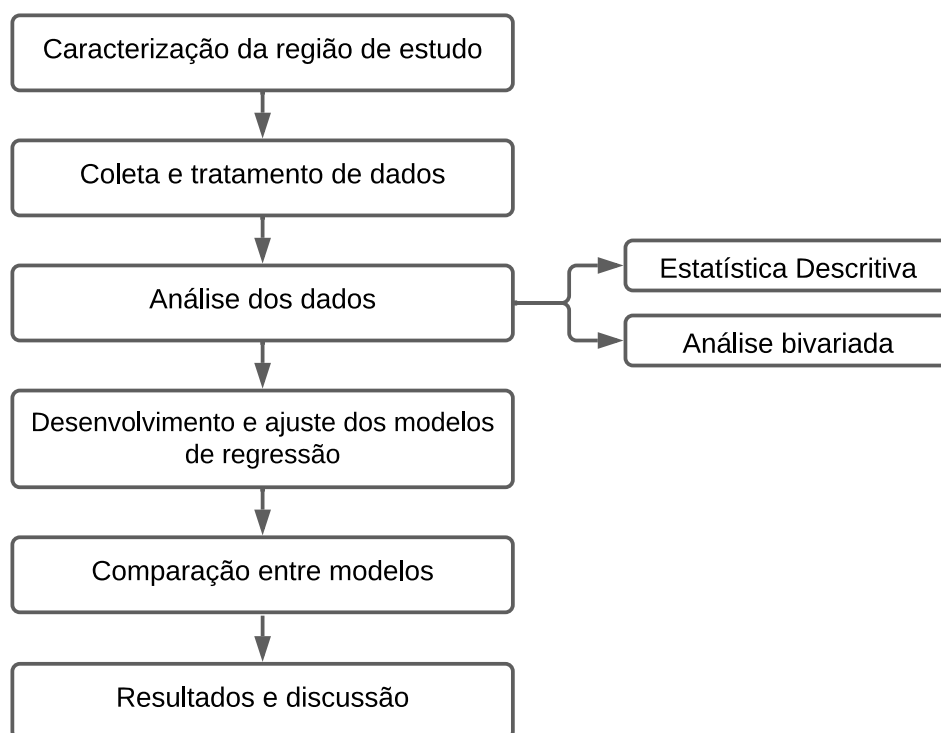 Caracterização da região de estudo
Coleta e tratamento de dados
Análise dos dados
Estatística Descritiva
Análise bivariada
Desenvolvimento e ajuste dos modelos
de regressão
Comparação entre modelos
Resultados e discussão